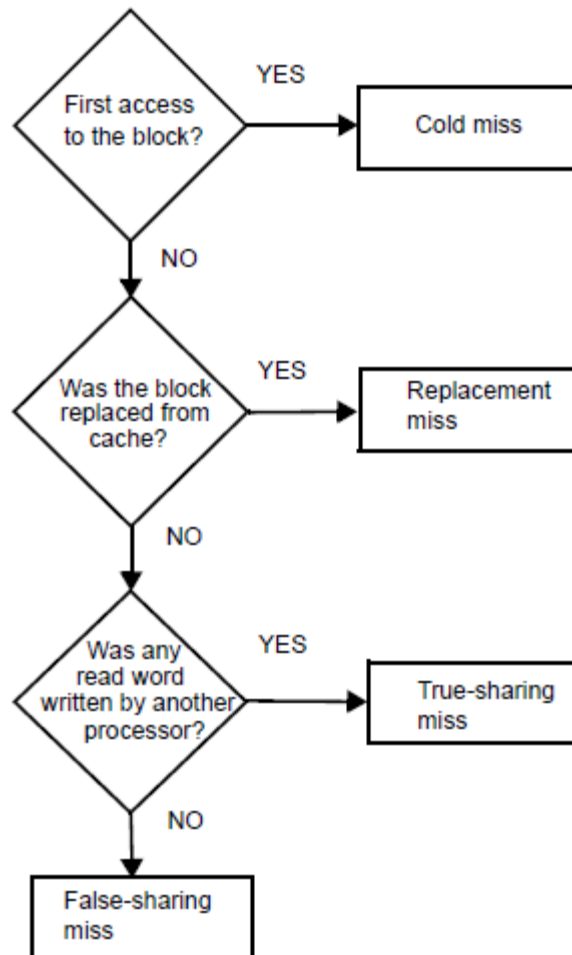 First access
to the block?
YES
Cold miss
NO
Was the block
replaced from
cache?
YES
Replacement
miss
NO
Was any
read word
written by another
processor?
YES
True-sharing
miss
NO
False-sharing
miss